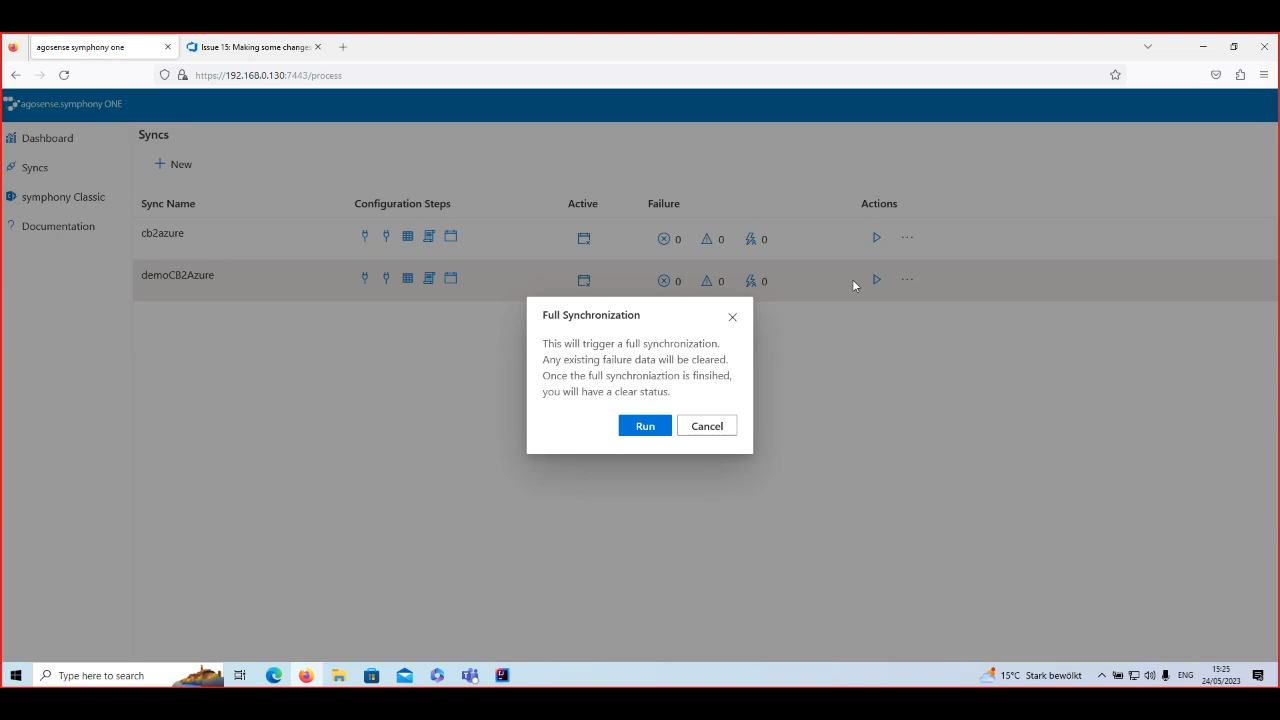 agosense symphony one
Issue 15: Making some changes
https://192.168.0.130:7443/process
agosense.symphony ONE
Dashboard
Syncs
symphony Classic
Documentation
Syncs
New
Sync Name Configuration Steps Active Failure Actions
cb2azure 0 0 0 ...
demoCB2Azure 0 0 0 ...
Full Synchronization
This will trigger a full synchronization.
Any existing failure data will be cleared.
Once the full synchroniaztion is finsihed,
you will have a clear status.
Run Cancel
Type here to search
15°C Stark bewölkt
ENG
15:25
24/05/2023